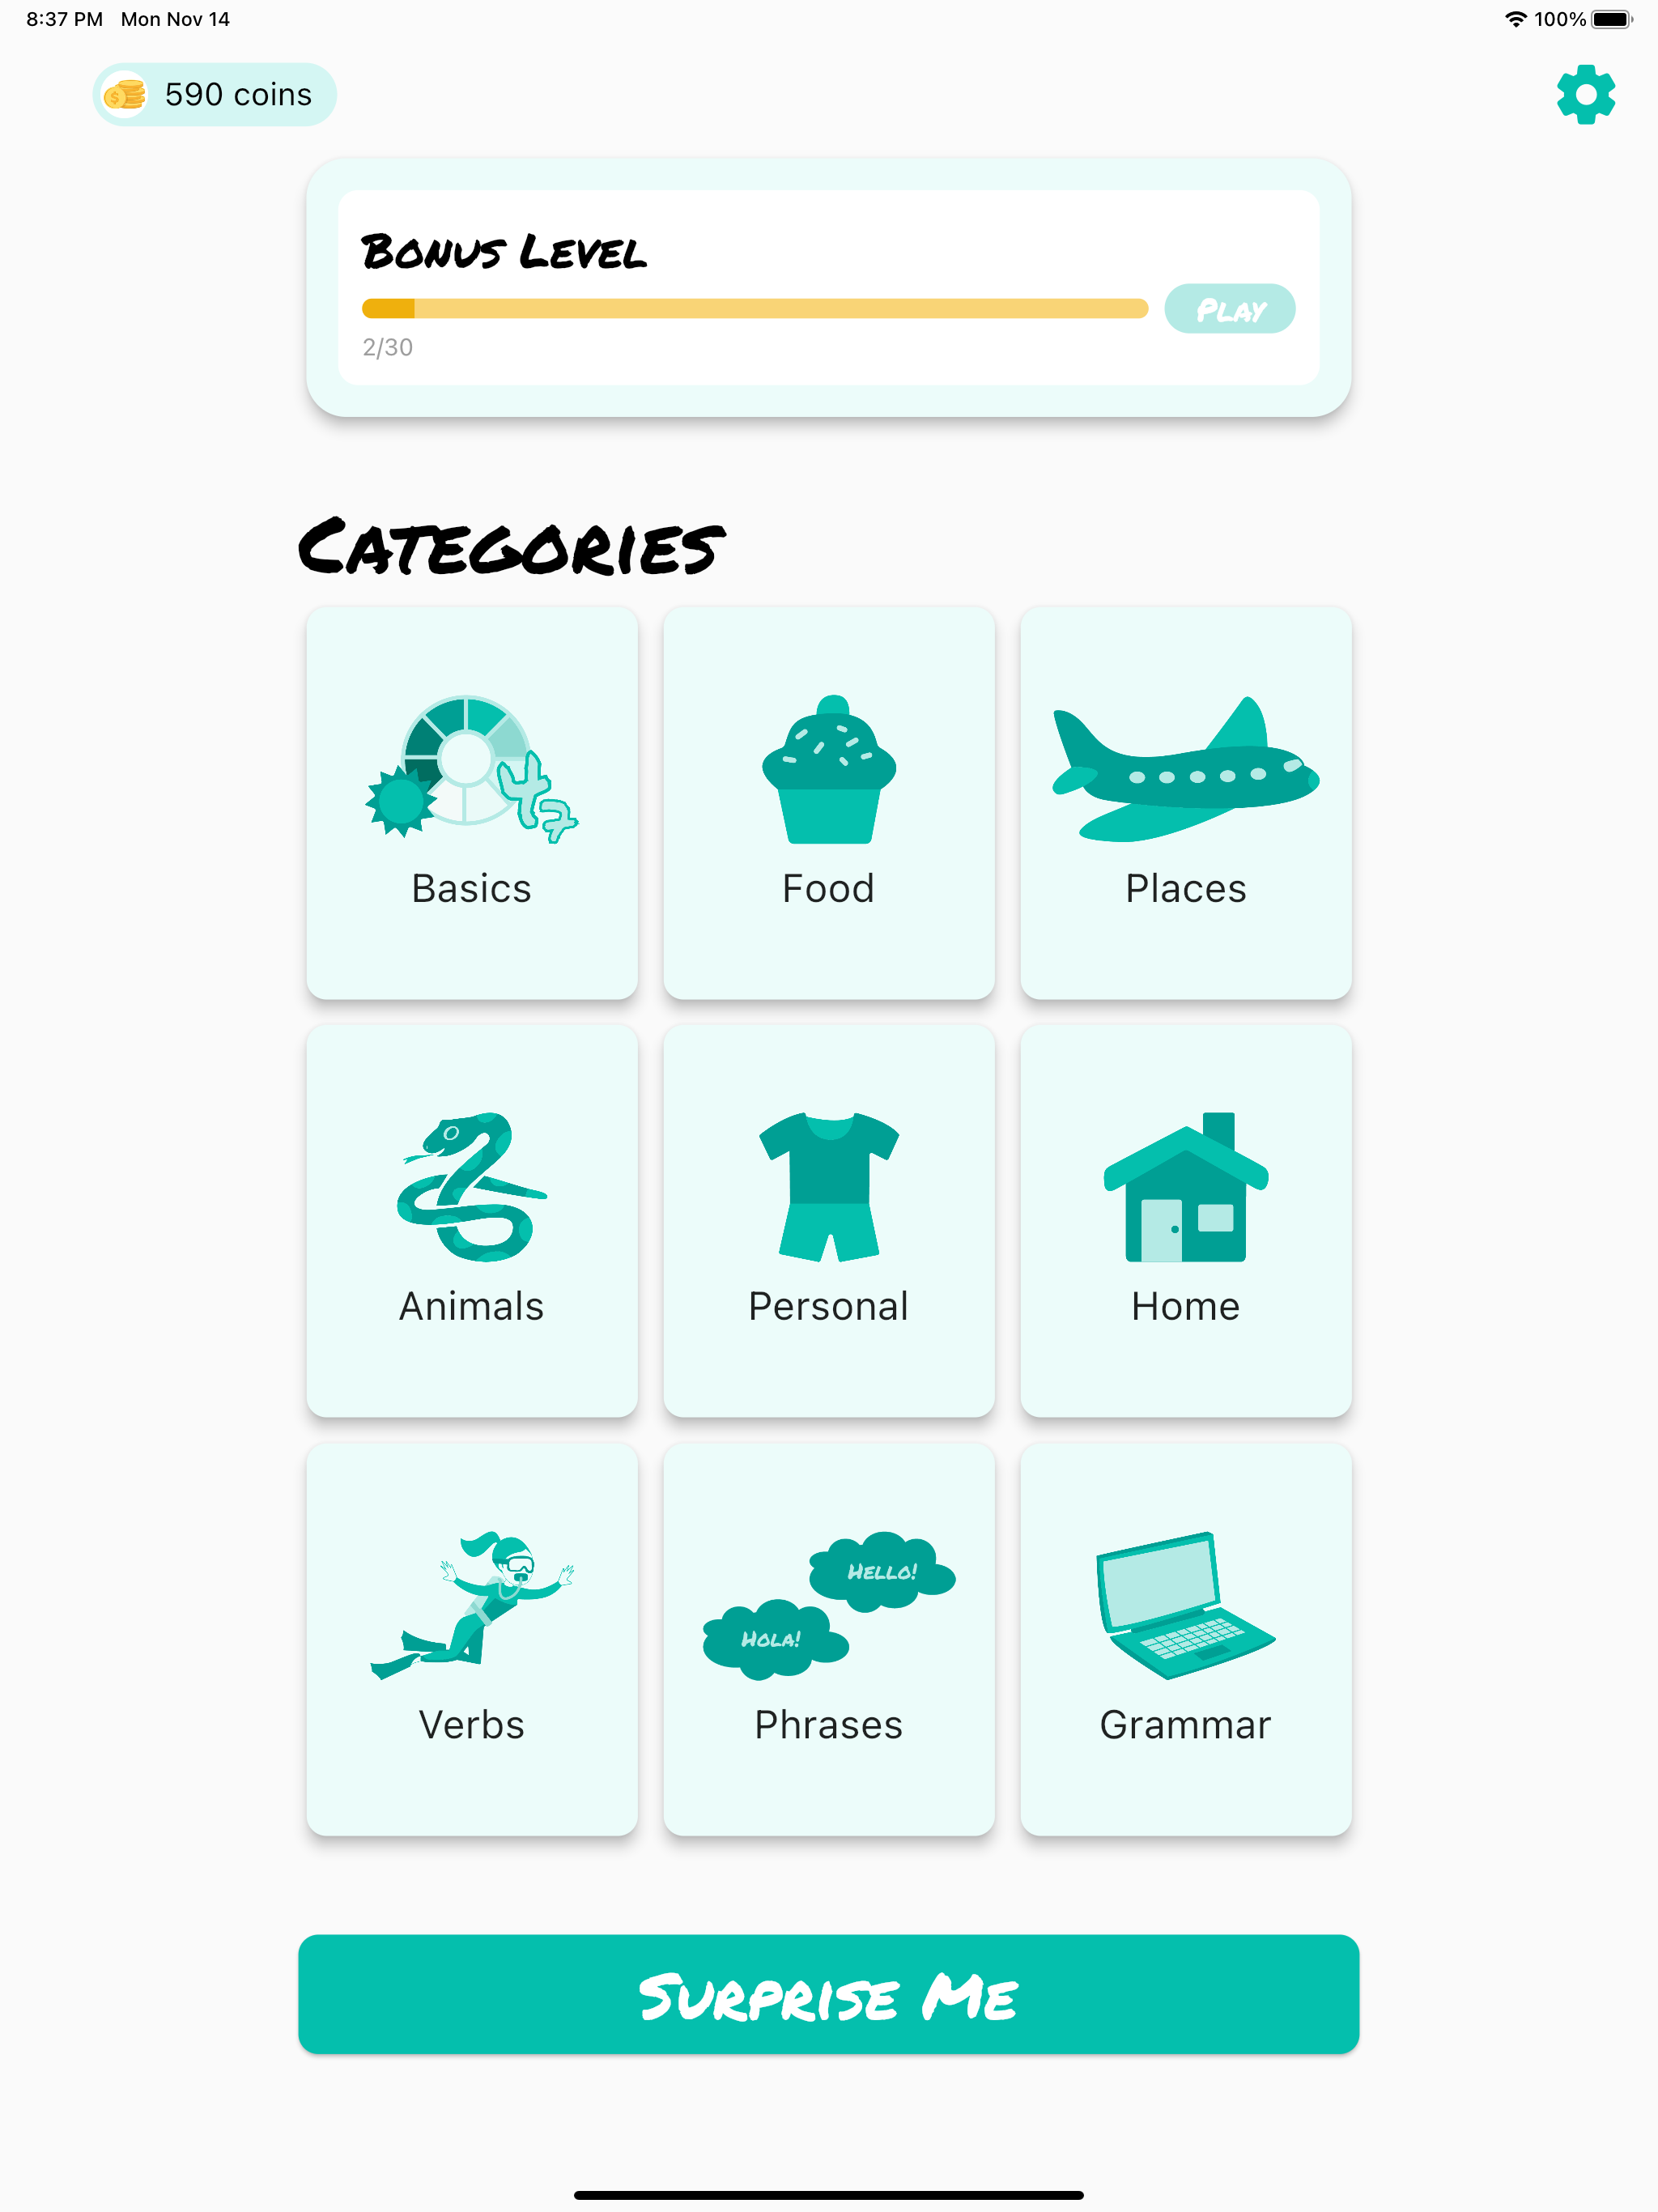 8:37 PM Mon Nov 14
100%
590 coins
Bonus Level
Play
2/30
Categories
47
Basics
Food
Places
Animals
Personal
Home
Hello!
Hola!
Verbs
Phrases
Grammar
Surprise Me